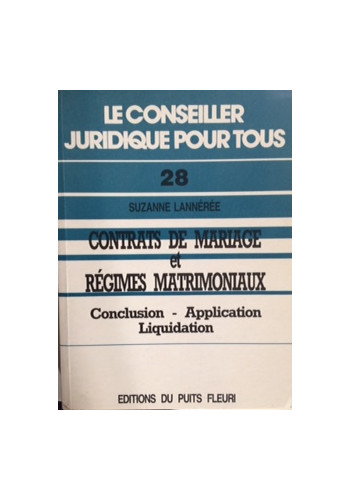 LE CONSEILLER
JURIDIQUE POUR TOUS
28
SUZANNE LANNÉRÉE
CONTRATS DE MARIAGE
et
RÉGIMES MATRIMONIAUX
Conclusion - Application
Liquidation
EDITIONS DU PUITS FLEURI